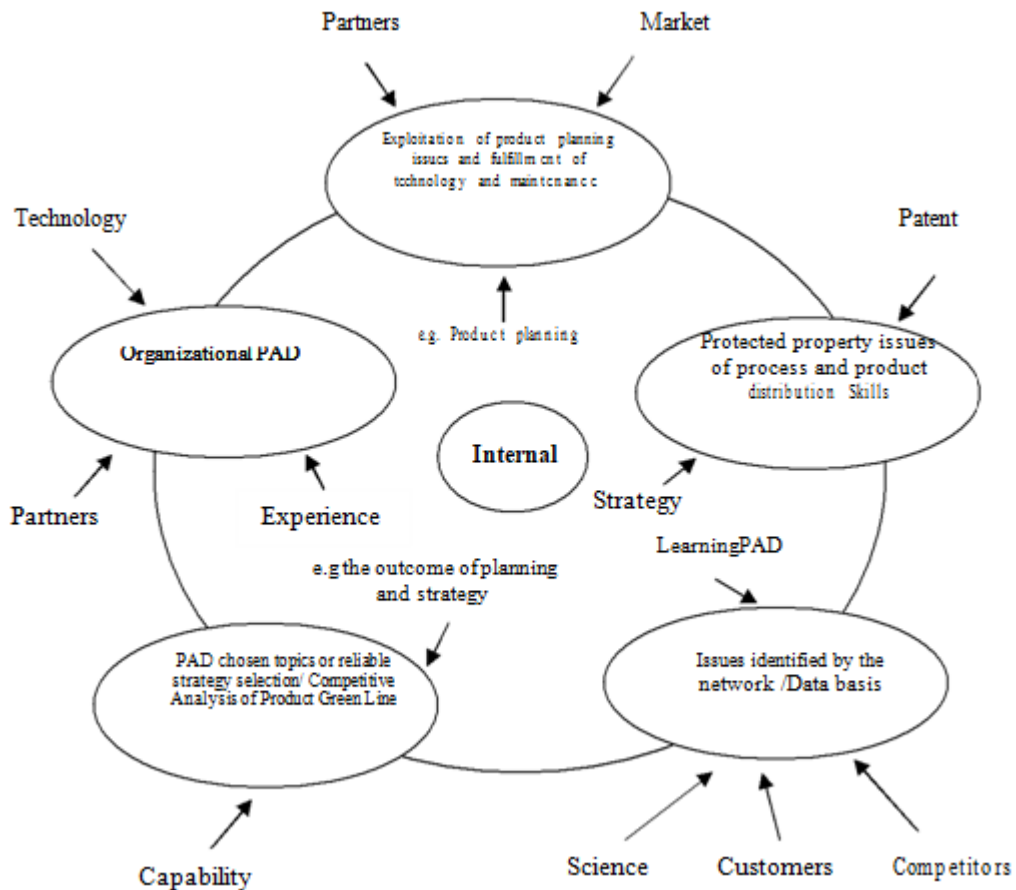 Partners
Market
Exploitation of product planning
issues and fulfillment of
technology and maintenance
Technology
Patent
e.g. Product planning
Organizational PAD
Protected property issues
of process and product
distribution Skills
Internal
Partners
Experience
Strategy
LearningPAD
e.g the outcome of planning
and strategy
PAD chosen topics or reliable
strategy selection/ Competitive
Analysis of Product Green Line
Issues identified by the
network /Data basis
Capability
Science
Customers
Competitors